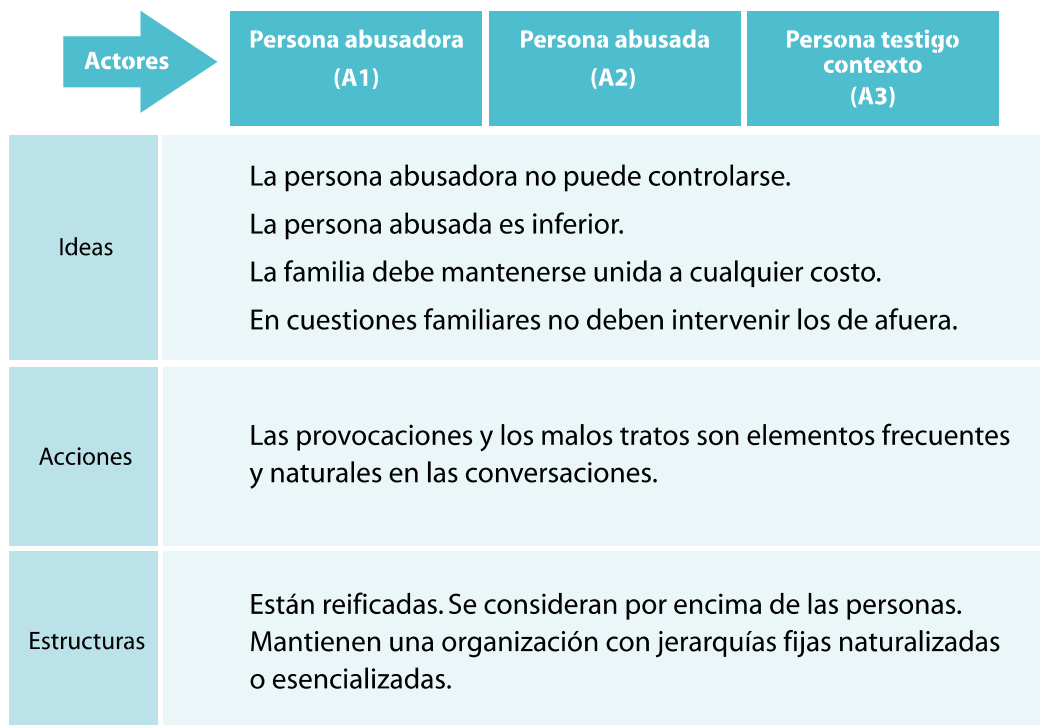 Actores
Persona abusadora
(A1)
Persona abusada
(A2)
Persona testigo
contexto
(A3)
Ideas
La persona abusadora no puede controlarse.
La persona abusada es inferior.
La familia debe mantenerse unida a cualquier costo.
En cuestiones familiares no deben intervenir los de afuera.
Acciones
Las provocaciones y los malos tratos son elementos frecuentes
y naturales en las conversaciones.
Estructuras
Están reificadas. Se consideran por encima de las personas.
Mantienen una organización con jerarquías fijas naturalizadas
o esencializadas.